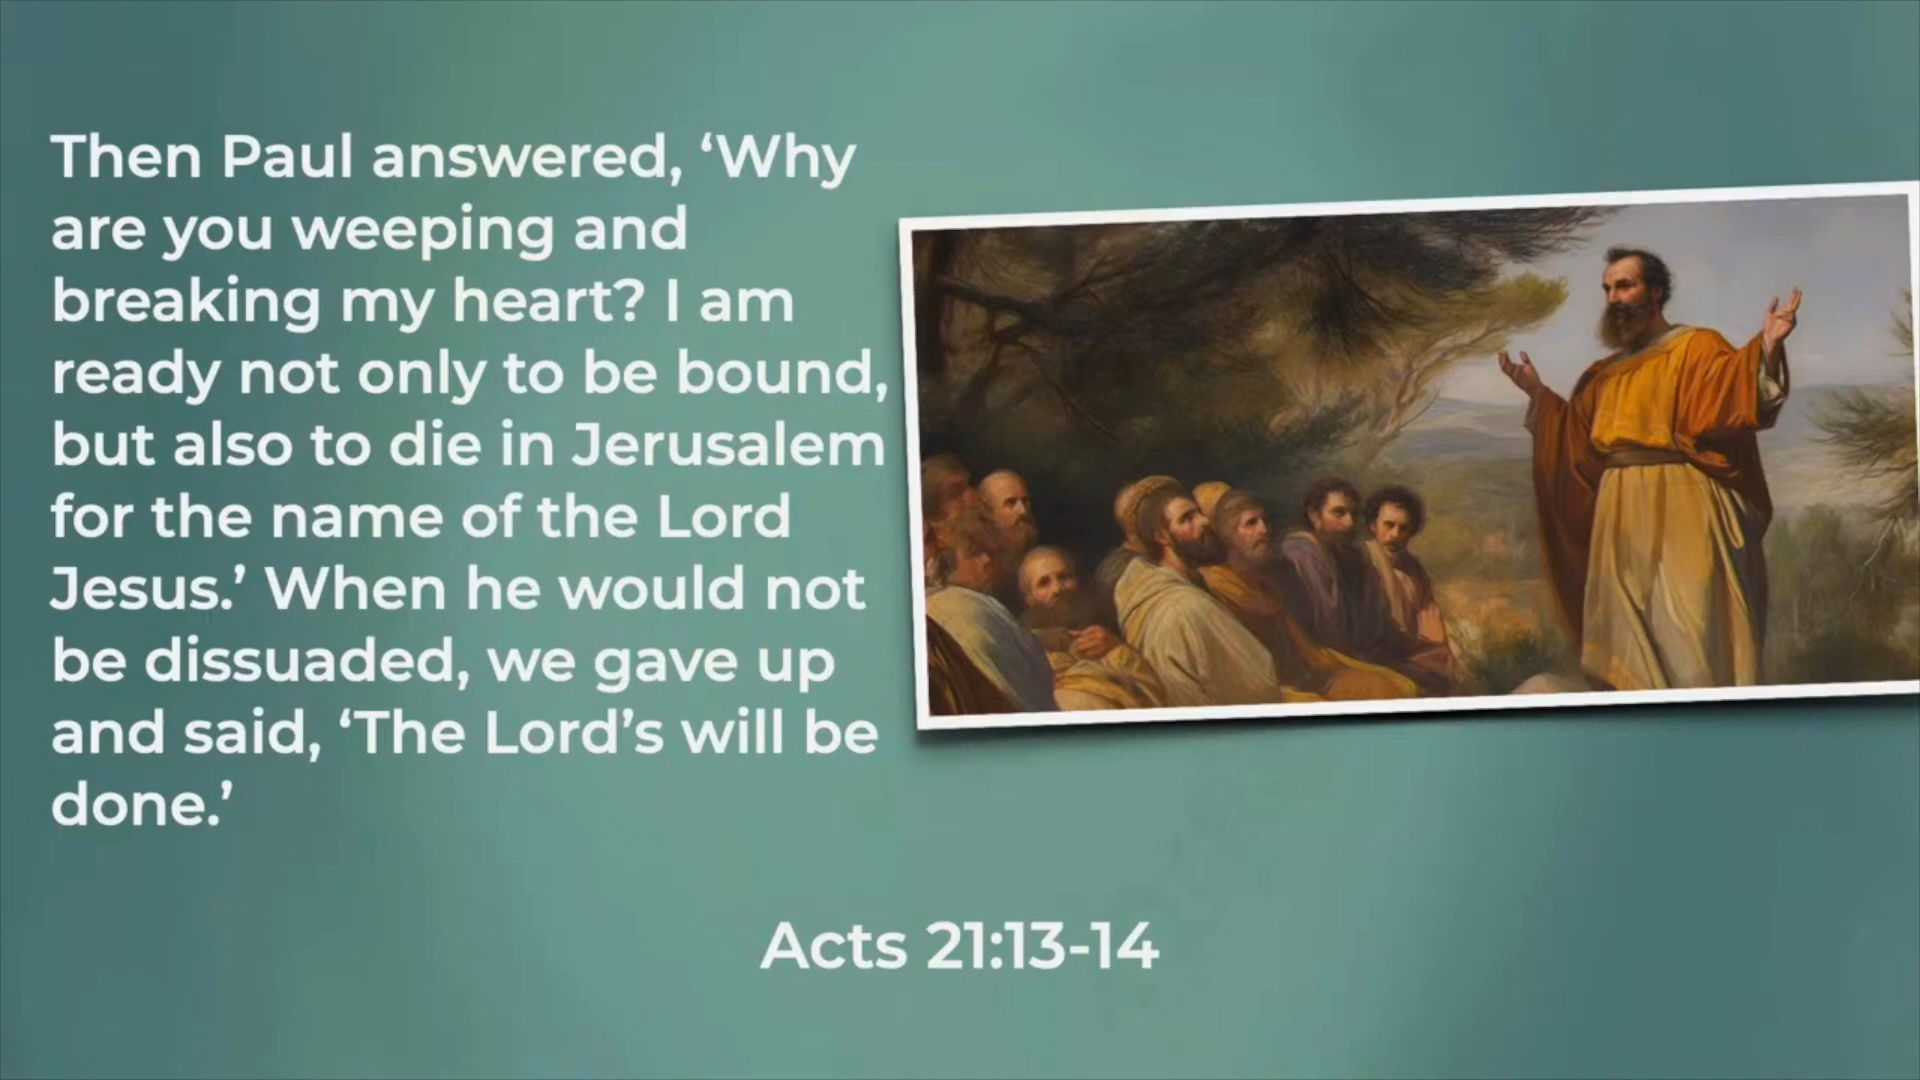 Then Paul answered, ‘Why
are you weeping and
breaking my heart? I am
ready not only to be bound,
but also to die in Jerusalem
for the name of the Lord
Jesus.’ When he would not
be dissuaded, we gave up
and said, ‘The Lord’s will be
done.’
Acts 21:13-14